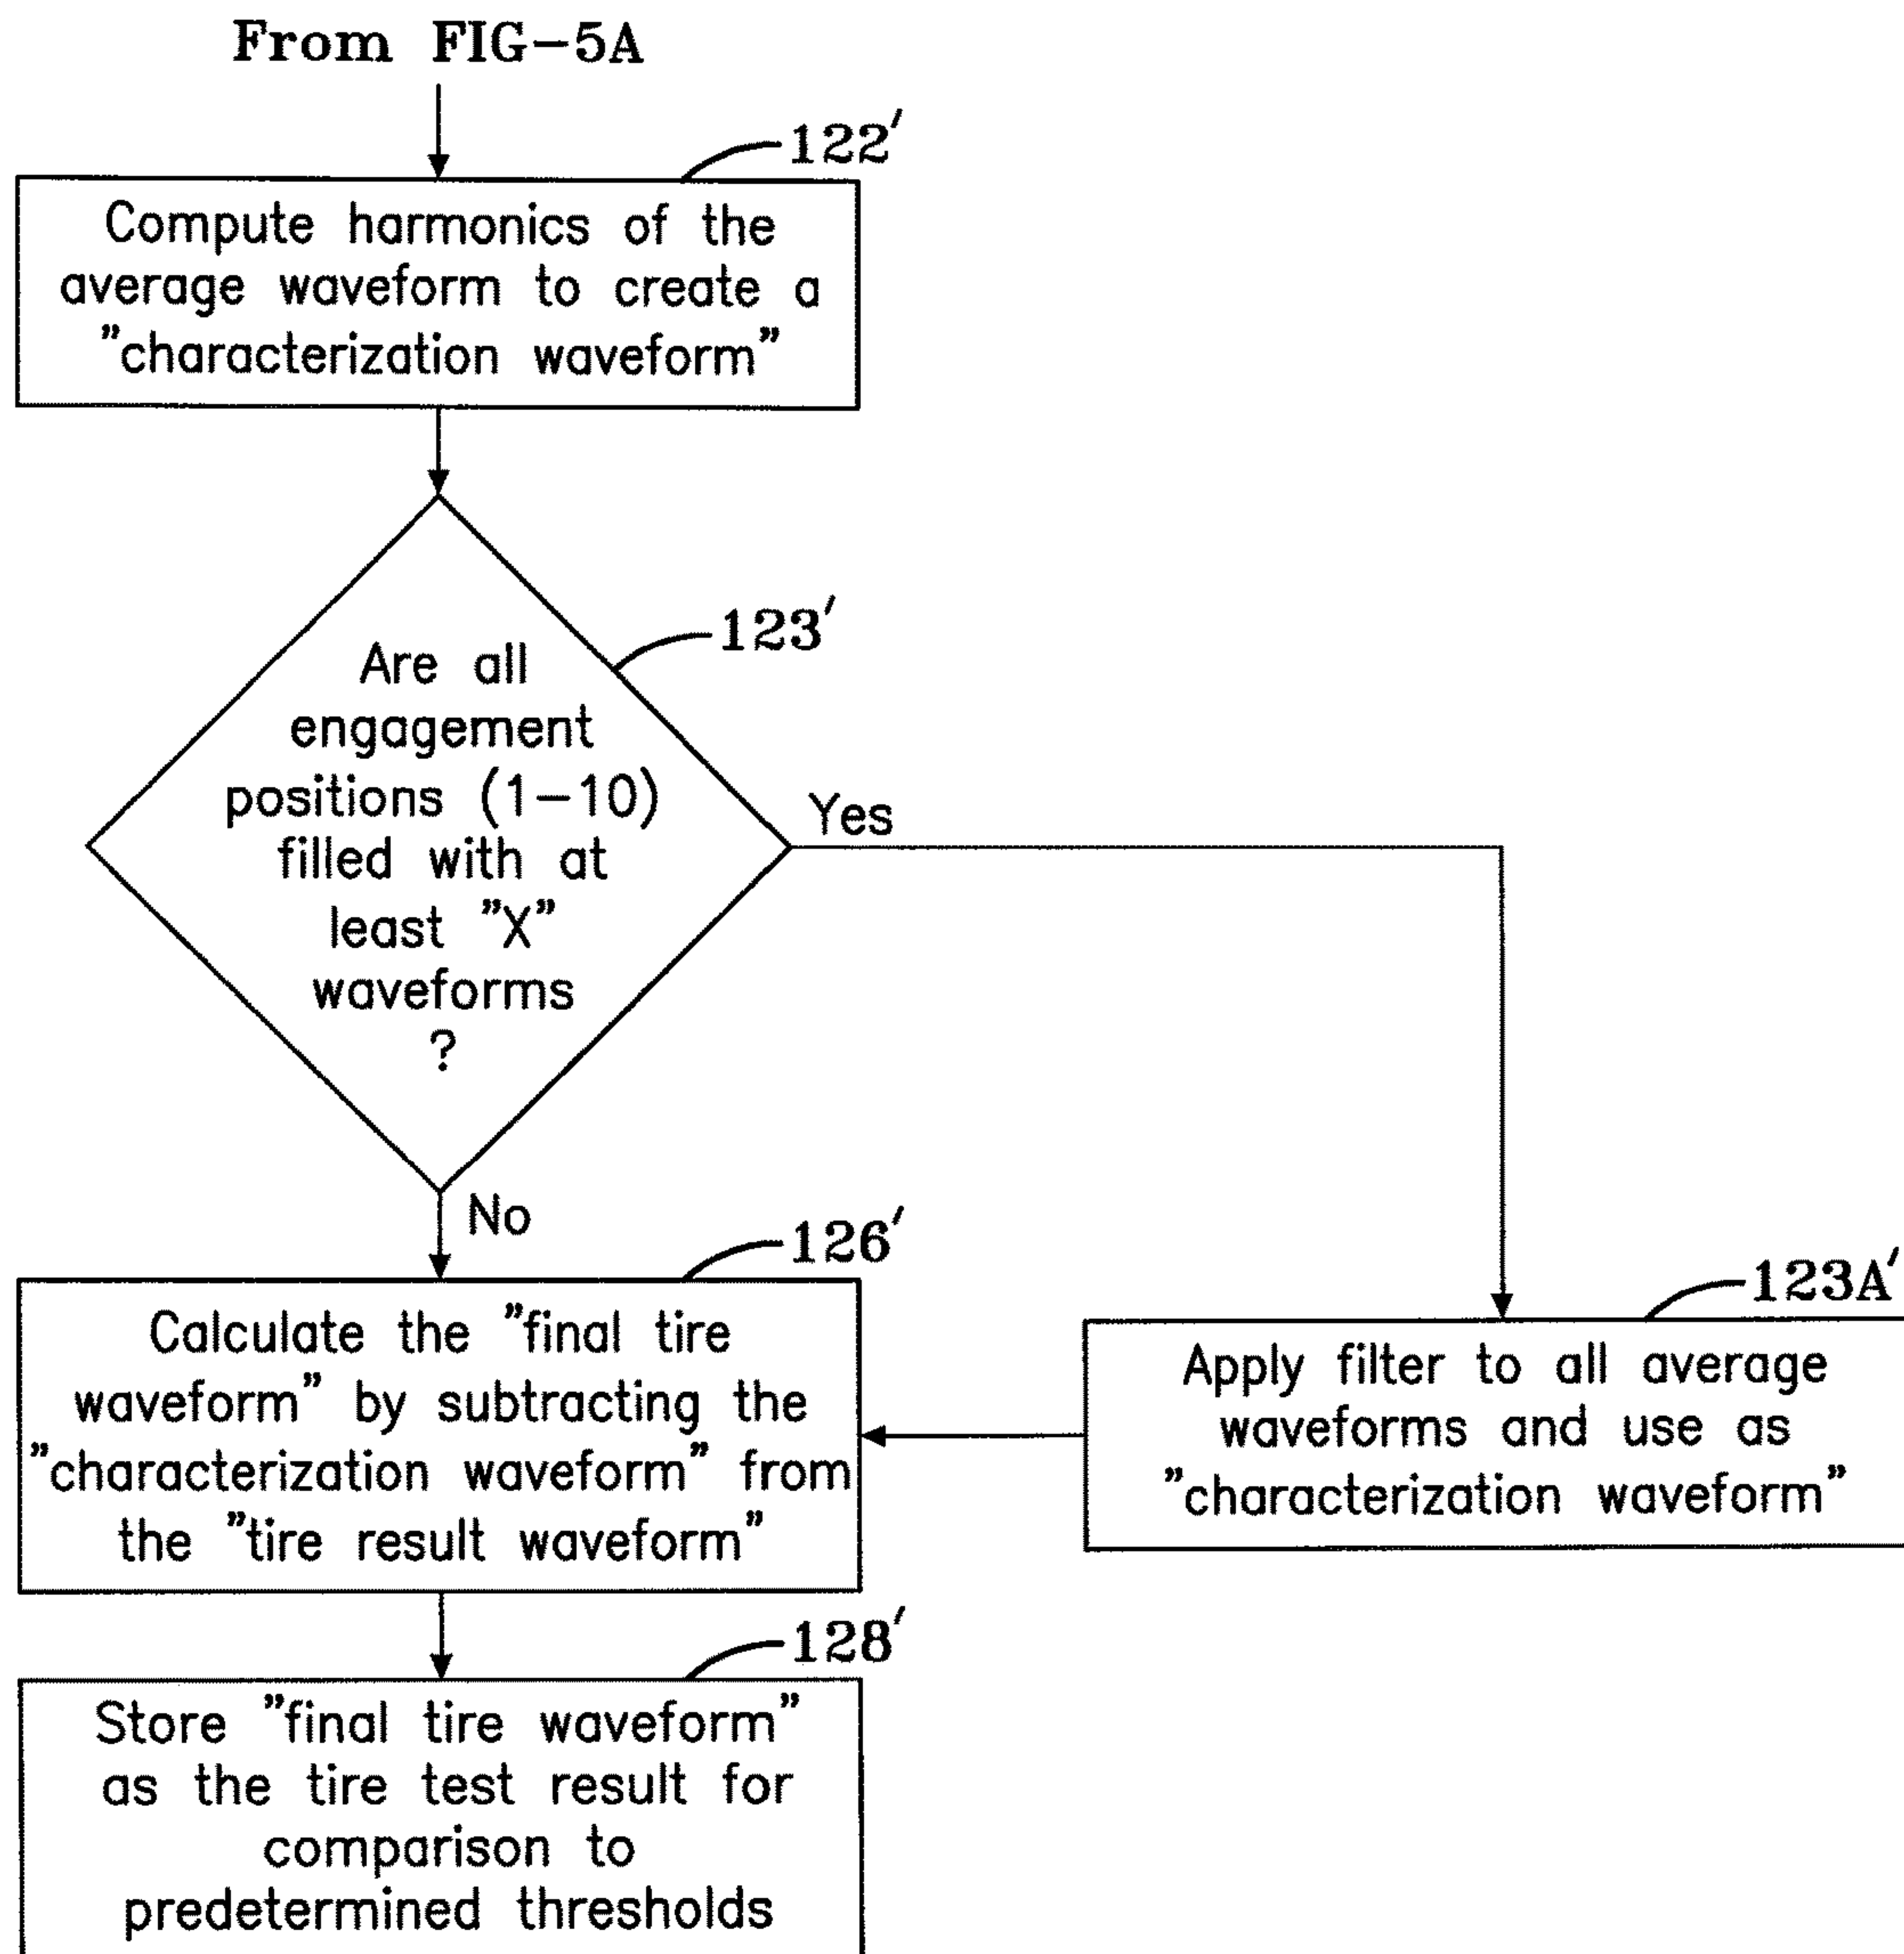 From FIG-5A
122'
Compute harmonics of the
average waveform to create a
"characterization waveform"
123'
Are all
engagement
positions (1-10)
filled with at
least "X"
waveforms
?
Yes
No
126'
Calculate the "final tire
waveform" by subtracting the
"characterization waveform" from
the "tire result waveform"
123A'
Apply filter to all average
waveforms and use as
"characterization waveform"
128'
Store "final tire waveform"
as the tire test result for
comparison to
predetermined thresholds